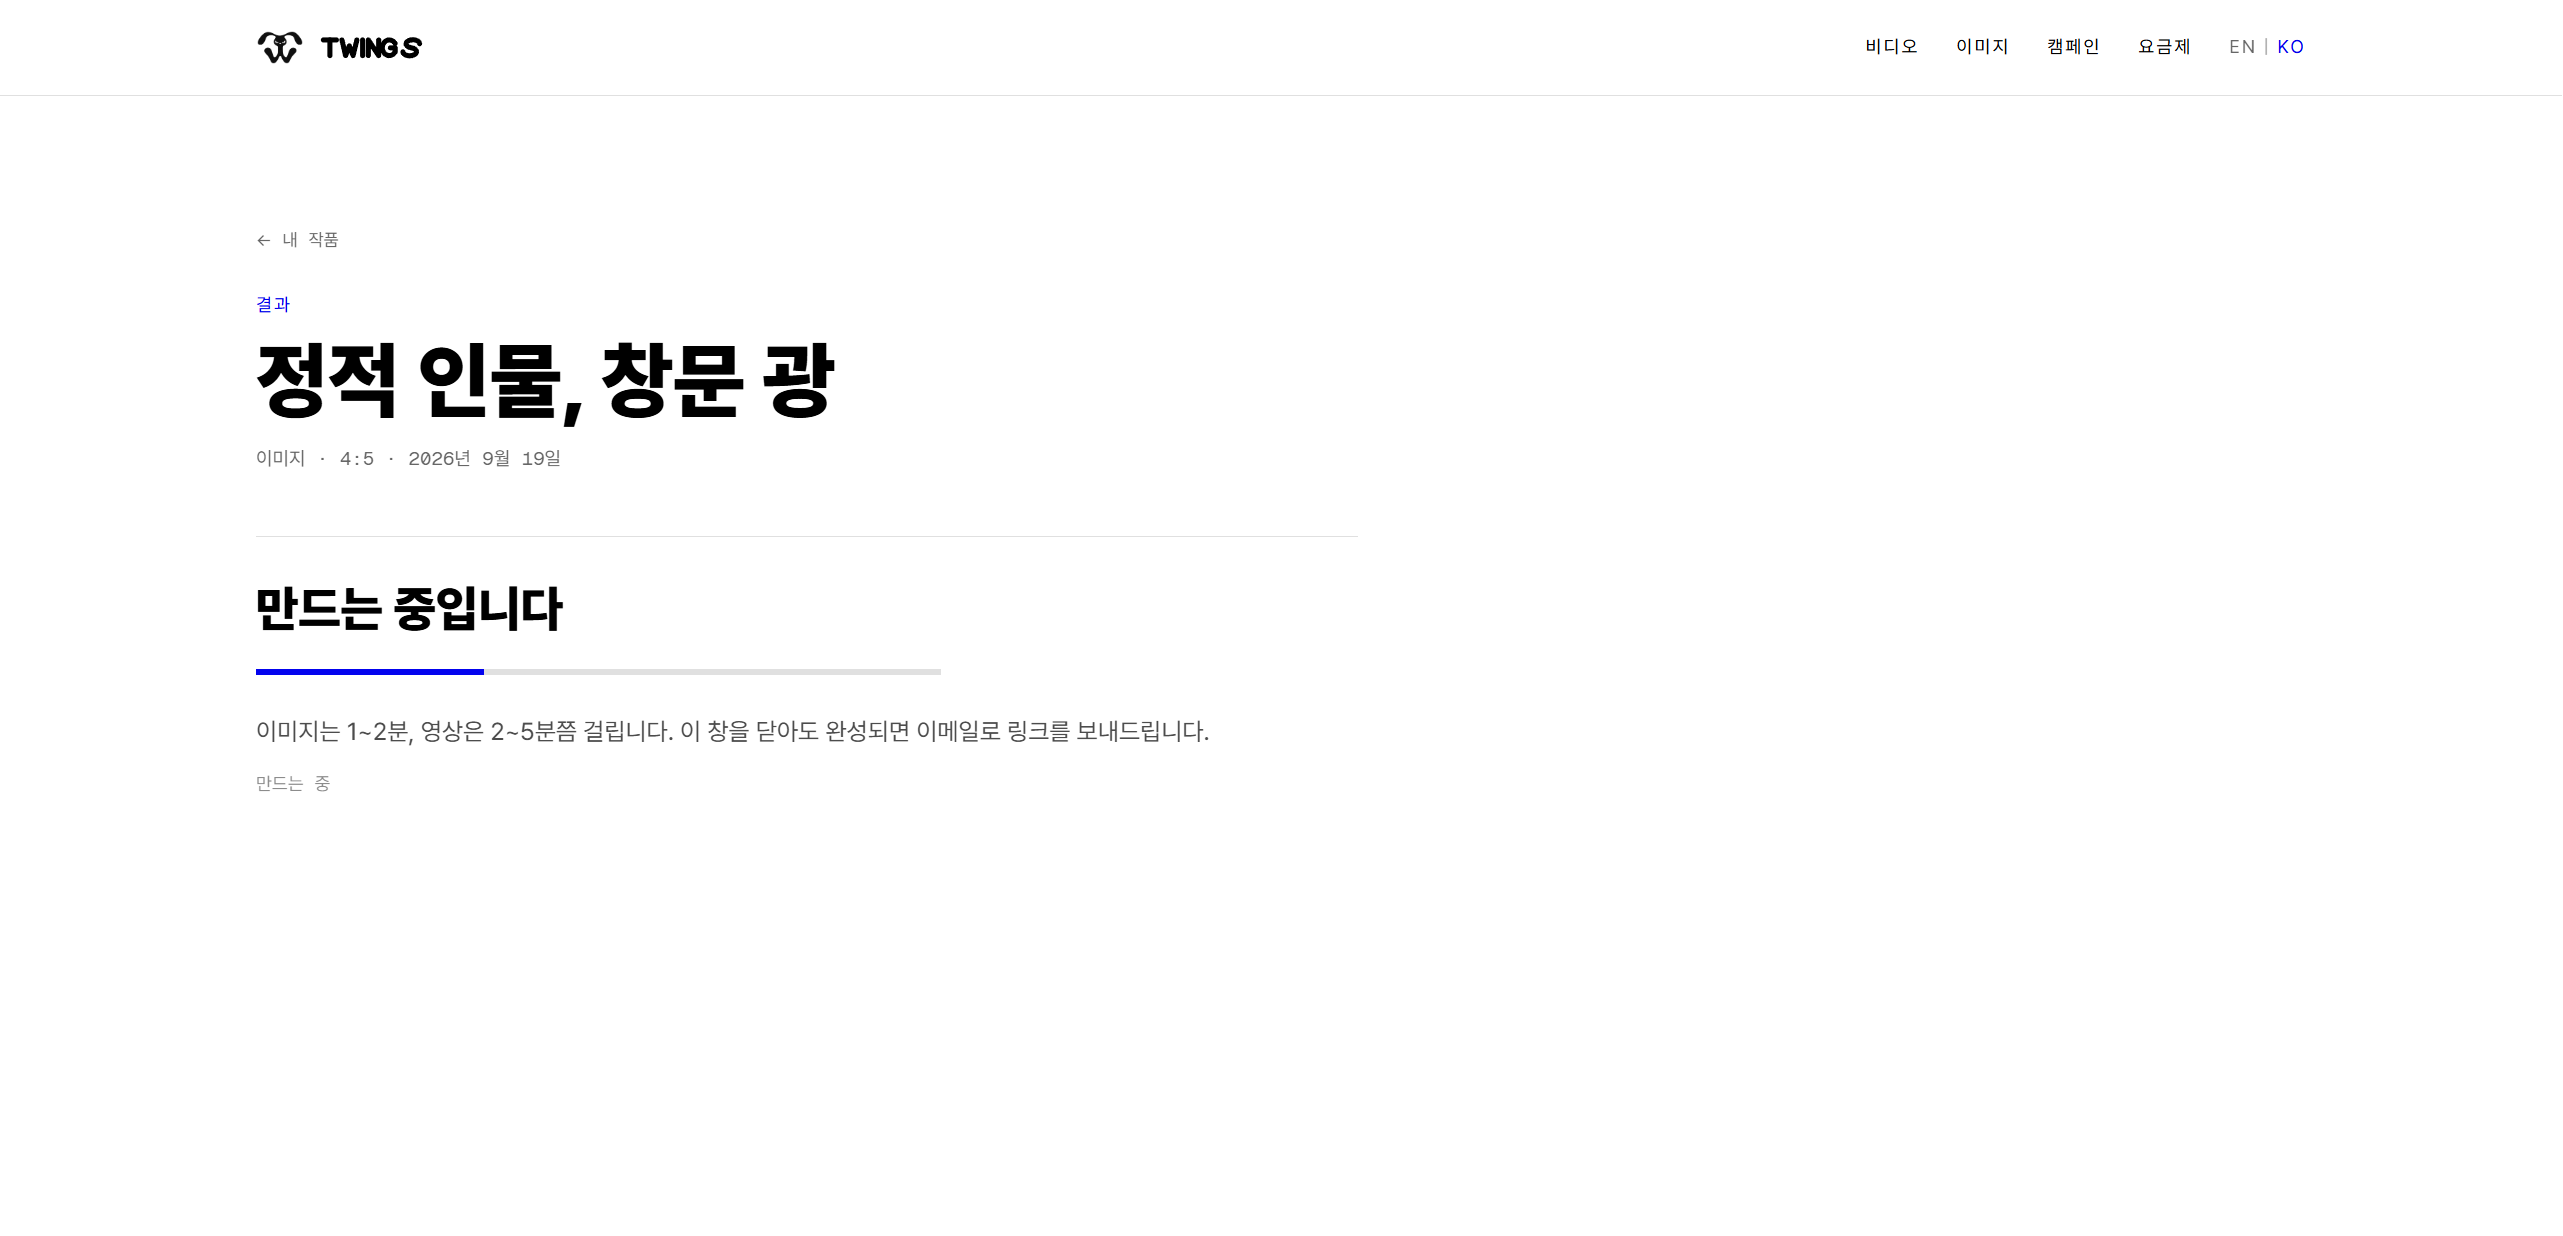 TWINGS
비디오 이미지 캠페인 요금제 EN | KO
← 내 작품
결과
정적 인물, 창문 광
이미지 · 4:5 · 2026년 9월 19일
만드는 중입니다
이미지는 1~2분, 영상은 2~5분쯤 걸립니다. 이 창을 닫아도 완성되면 이메일로 링크를 보내드립니다.
만드는 중